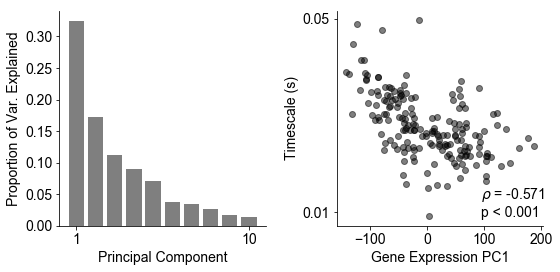 Proportion of Var. Explained
0.30
0.25
0.20
0.15
0.10
0.05
0.00
1
10
Principal Component
Timescale (s)
0.05
0.01
ρ = -0.571
p < 0.001
−100
0
100
200
Gene Expression PC1